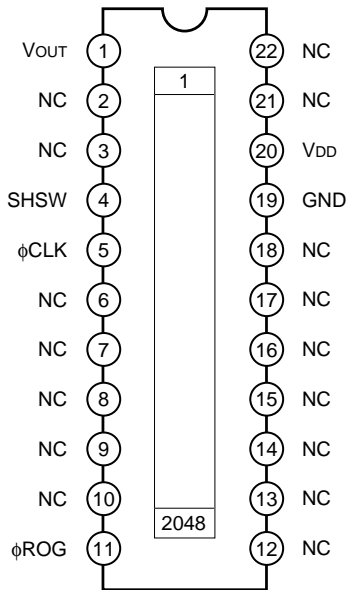 VOUT 1 22 NC
1
NC 2 21 NC
NC 3 20 VDD
SHSW 4 19 GND
ϕCLK 5 18 NC
NC 6 17 NC
NC 7 16 NC
NC 8 15 NC
NC 9 14 NC
NC 10 13 NC
2048
ϕROG 11 12 NC